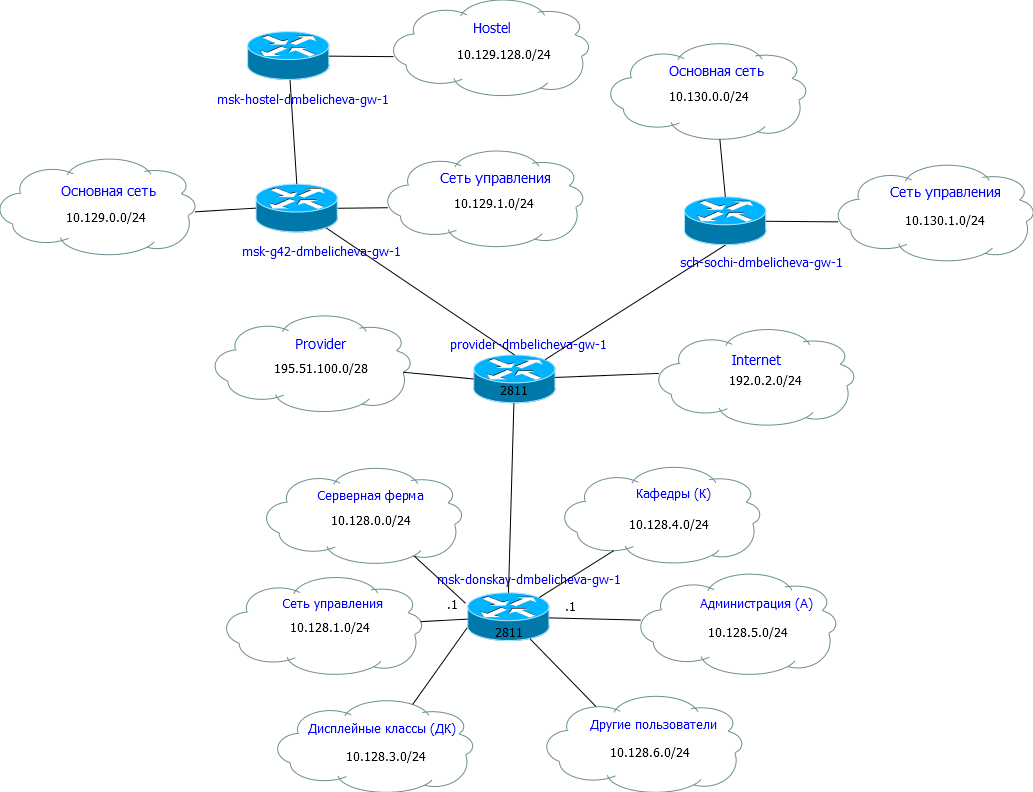 Hostel
10.129.128.0/24
msk-hostel-dmbelicheva-gw-1
Основная сеть
10.130.0.0/24
Основная сеть
10.129.0.0/24
Сеть управления
10.129.1.0/24
msk-g42-dmbelicheva-gw-1
Сеть управления
10.130.1.0/24
sch-sochi-dmbelicheva-gw-1
Provider
195.51.100.0/28
provider-dmbelicheva-gw-1
2811
Internet
192.0.2.0/24
Серверная ферма
10.128.0.0/24
Кафедры (К)
10.128.4.0/24
msk-donskay-dmbelicheva-gw-1
Сеть управления
10.128.1.0/24
.1
.1
2811
Администрация (А)
10.128.5.0/24
Дисплейные классы (ДК)
10.128.3.0/24
Другие пользователи
10.128.6.0/24